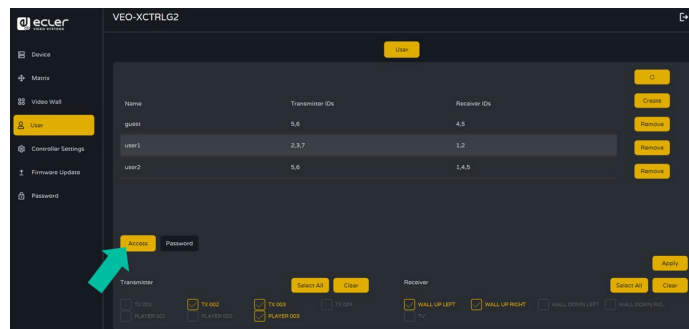 ecler
VIDEO SYSTEMS
VEO-XCTRLG2
Device
Matrix
Video Wall
User
Controller Settings
Firmware Update
Password
User
Name Transmitter IDs Receiver IDs Create
guest 5,6 4,5 Remove
user1 2,3,7 1,2 Remove
user2 5,6 1,4,5 Remove
Access Password
Apply
Transmitter Select All Clear Receiver Select All Clear
TX 001 TX 002 TX 003 TX 004 WALL UP LEFT WALL UP RIGHT WALL DOWN LEFT WALL DOWN RIG...
PLAYER 001 PLAYER 002 PLAYER 003 TV